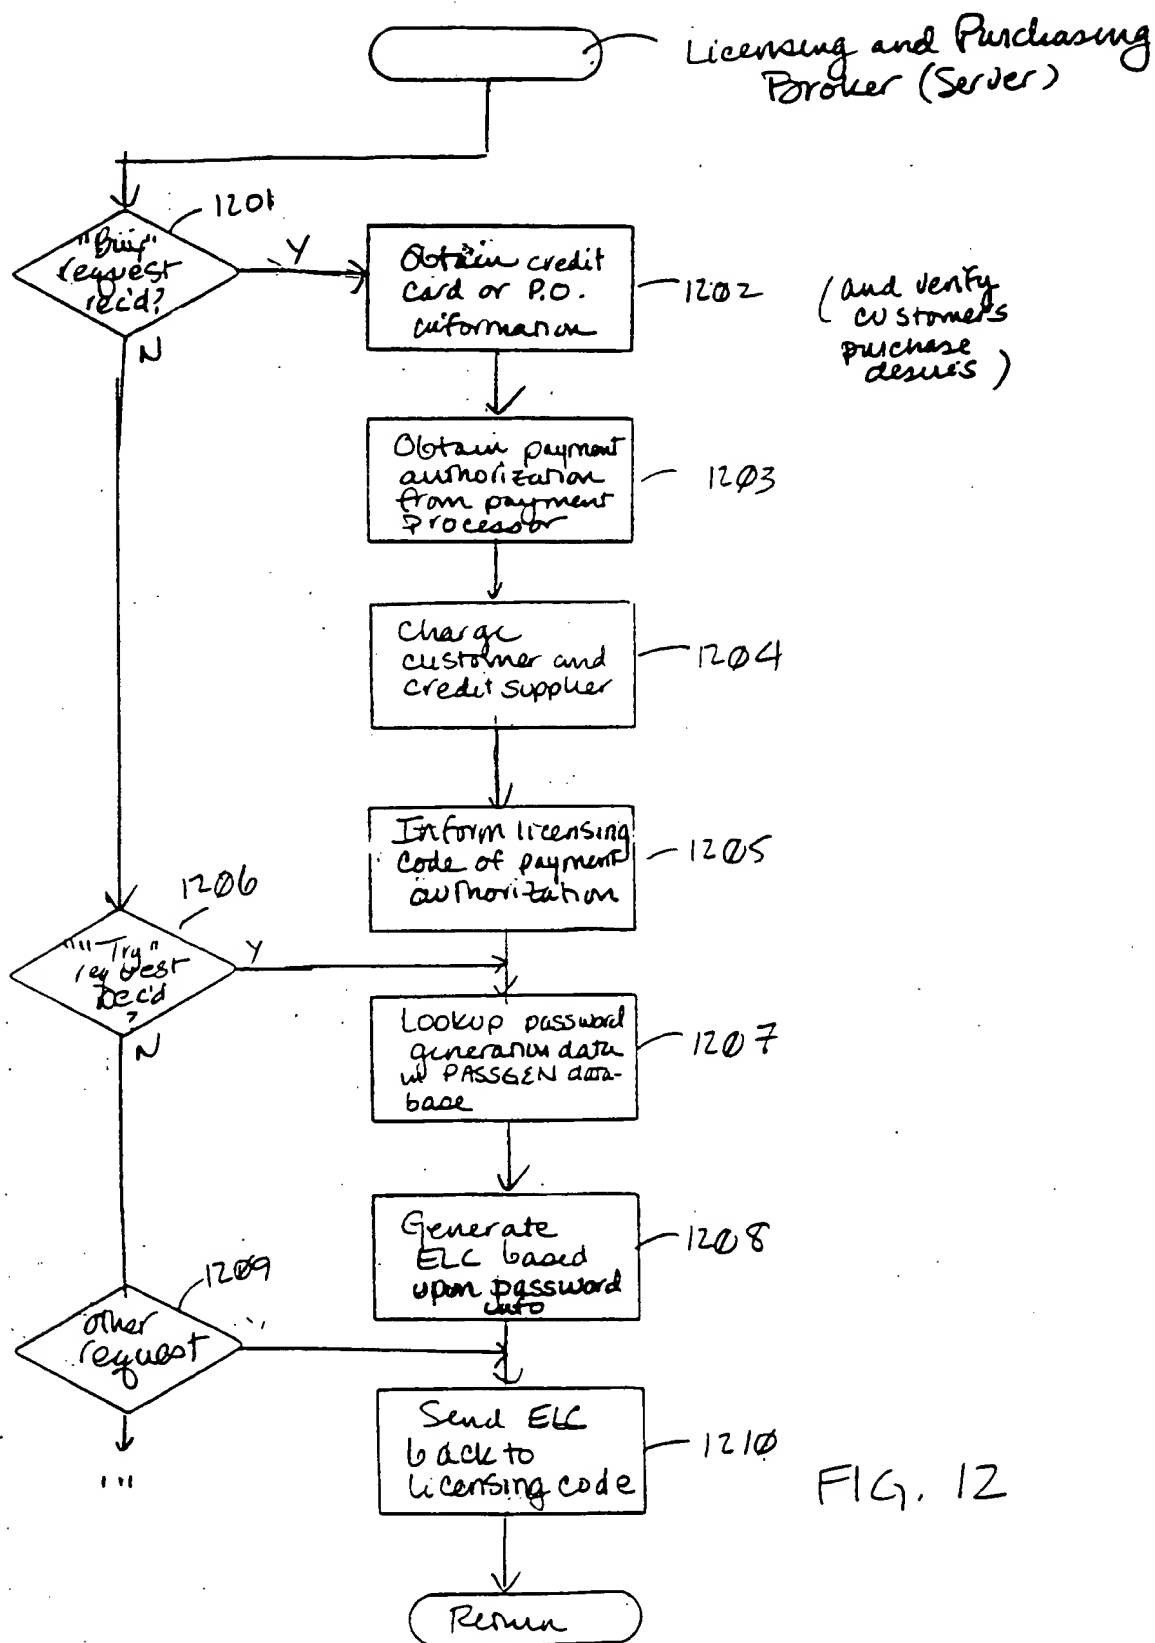 Licensing and Purchasing
Broker (Server)
1201
"Buy"
request
rec'd?
Y
N
Obtain credit
card or P.O.
information
1202
(and verify
customers
purchase
desires)
Obtain payment
authorization
from payment
processor
1203
Charge
customer and
credit supplier
1204
Inform licensing
code of payment
authorization
1205
1206
"Try"
request
rec'd
?
Y
N
Lookup password
generation data
in PASSGEN data-
base
1207
Generate
ELC based
upon password
info
1208
1209
other
request
...
Send ELC
back to
licensing code
1210
FIG. 12
Return